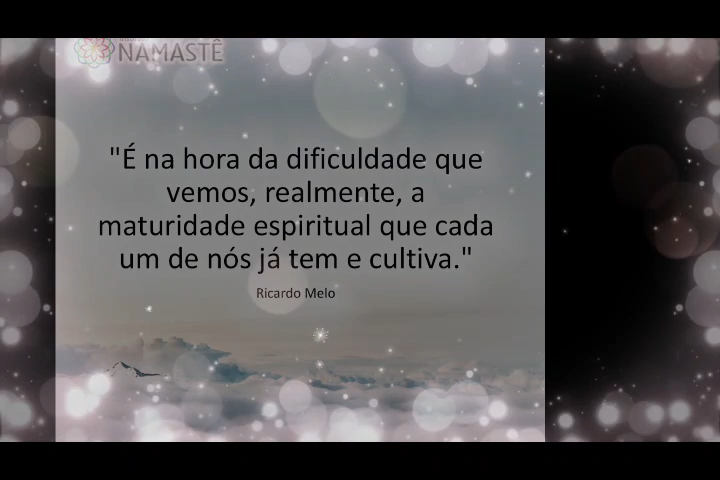 NAMASTÊ
"É na hora da dificuldade que
vemos, realmente, a
maturidade espiritual que cada
um de nós já tem e cultiva."
Ricardo Melo